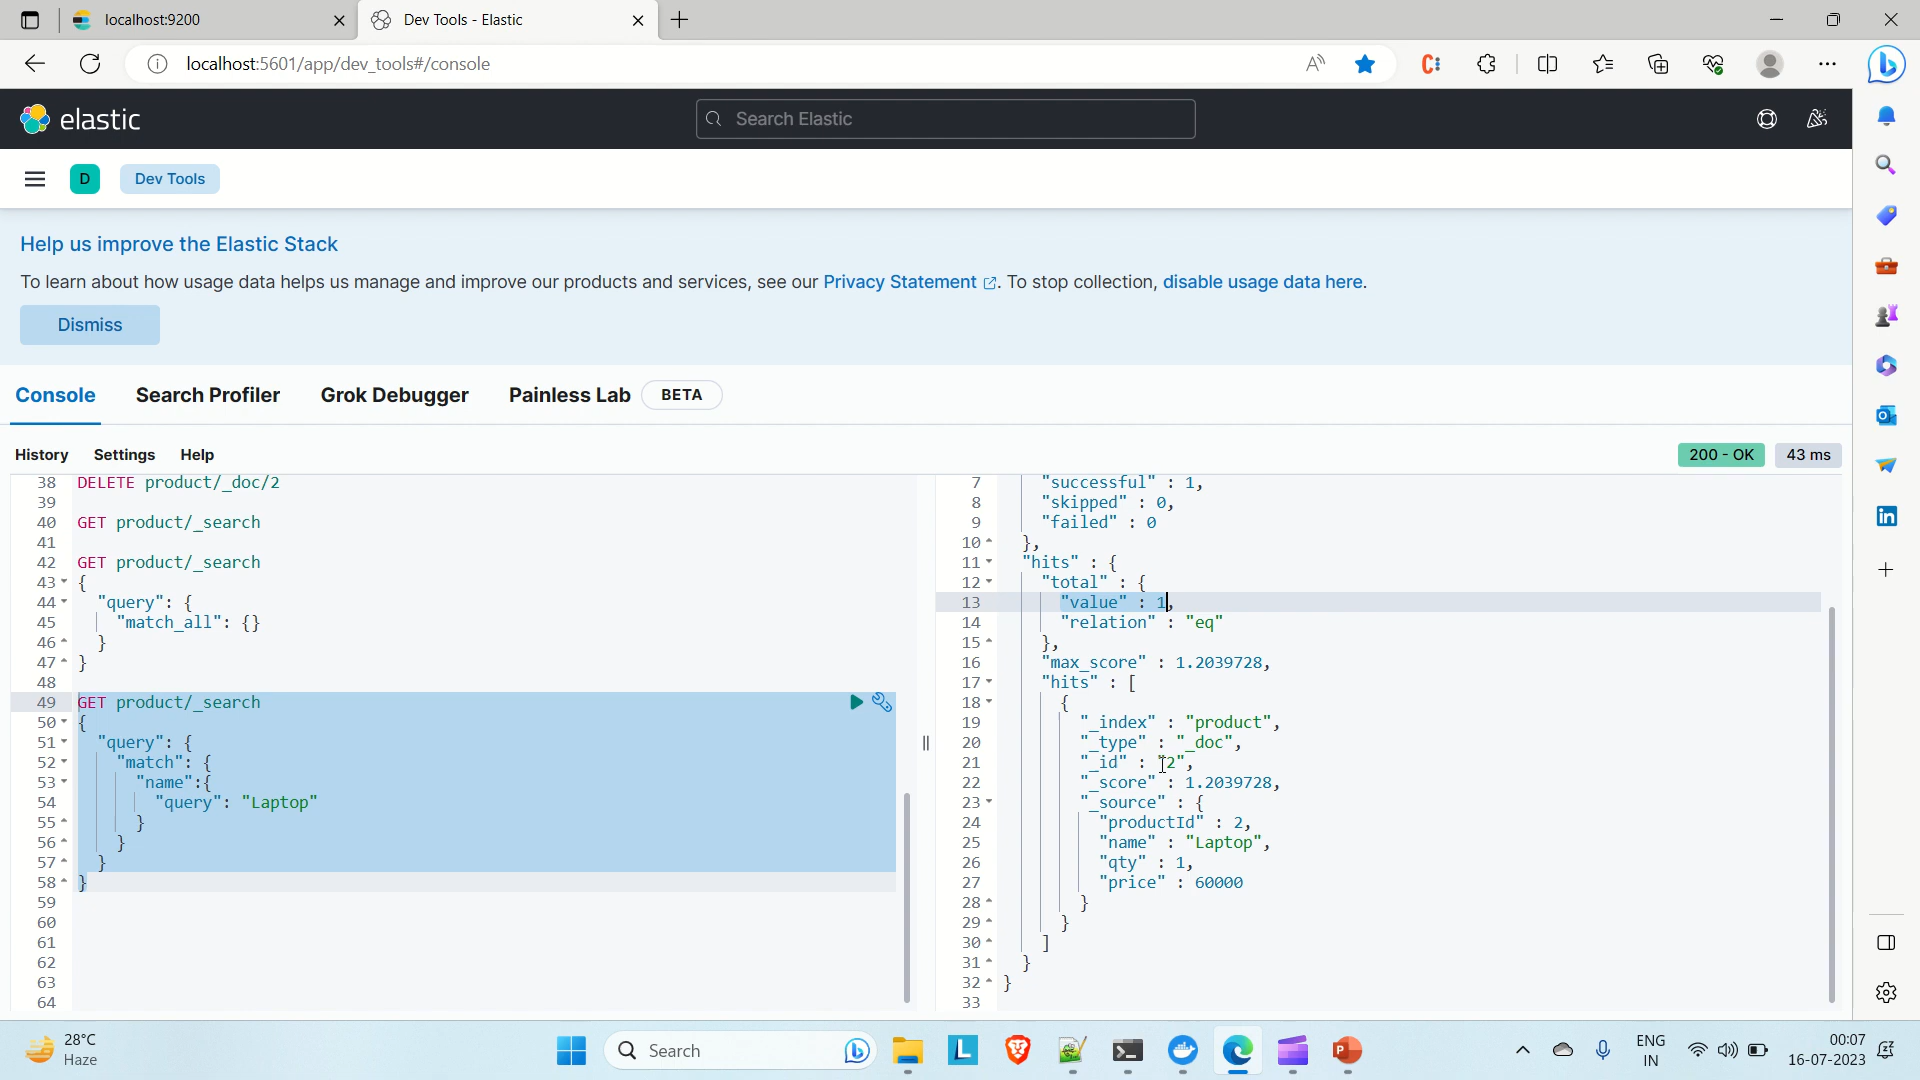 localhost:9200
Dev Tools - Elastic
localhost:5601/app/dev_tools#/console
elastic
Search Elastic
D
Dev Tools
Help us improve the Elastic Stack
To learn about how usage data helps us manage and improve our products and services, see our Privacy Statement. To stop collection, disable usage data here.
Dismiss
Console Search Profiler Grok Debugger Painless Lab BETA
History Settings Help
200 - OK 43 ms
38 DELETE product/_doc/2
39
40 GET product/_search
41
42 GET product/_search
43 {
44 "query": {
45 "match_all": {}
46 }
47 }
48
49 GET product/_search
50 {
51 "query": {
52 "match": {
53 "name":{
54 "query": "Laptop"
55 }
56 }
57 }
58 }
59
60
61
62
63
64
7 "successful" : 1,
8 "skipped" : 0,
9 "failed" : 0
10 },
11 "hits" : {
12 "total" : {
13 "value" : 1,
14 "relation" : "eq"
15 },
16 "max_score" : 1.2039728,
17 "hits" : [
18 {
19 "_index" : "product",
20 "_type" : "_doc",
21 "_id" : "2",
22 "_score" : 1.2039728,
23 "_source" : {
24 "productId" : 2,
25 "name" : "Laptop",
26 "qty" : 1,
27 "price" : 60000
28 }
29 }
30 ]
31 }
32 }
33
28°C
Haze
Search
ENG
IN
00:07
16-07-2023